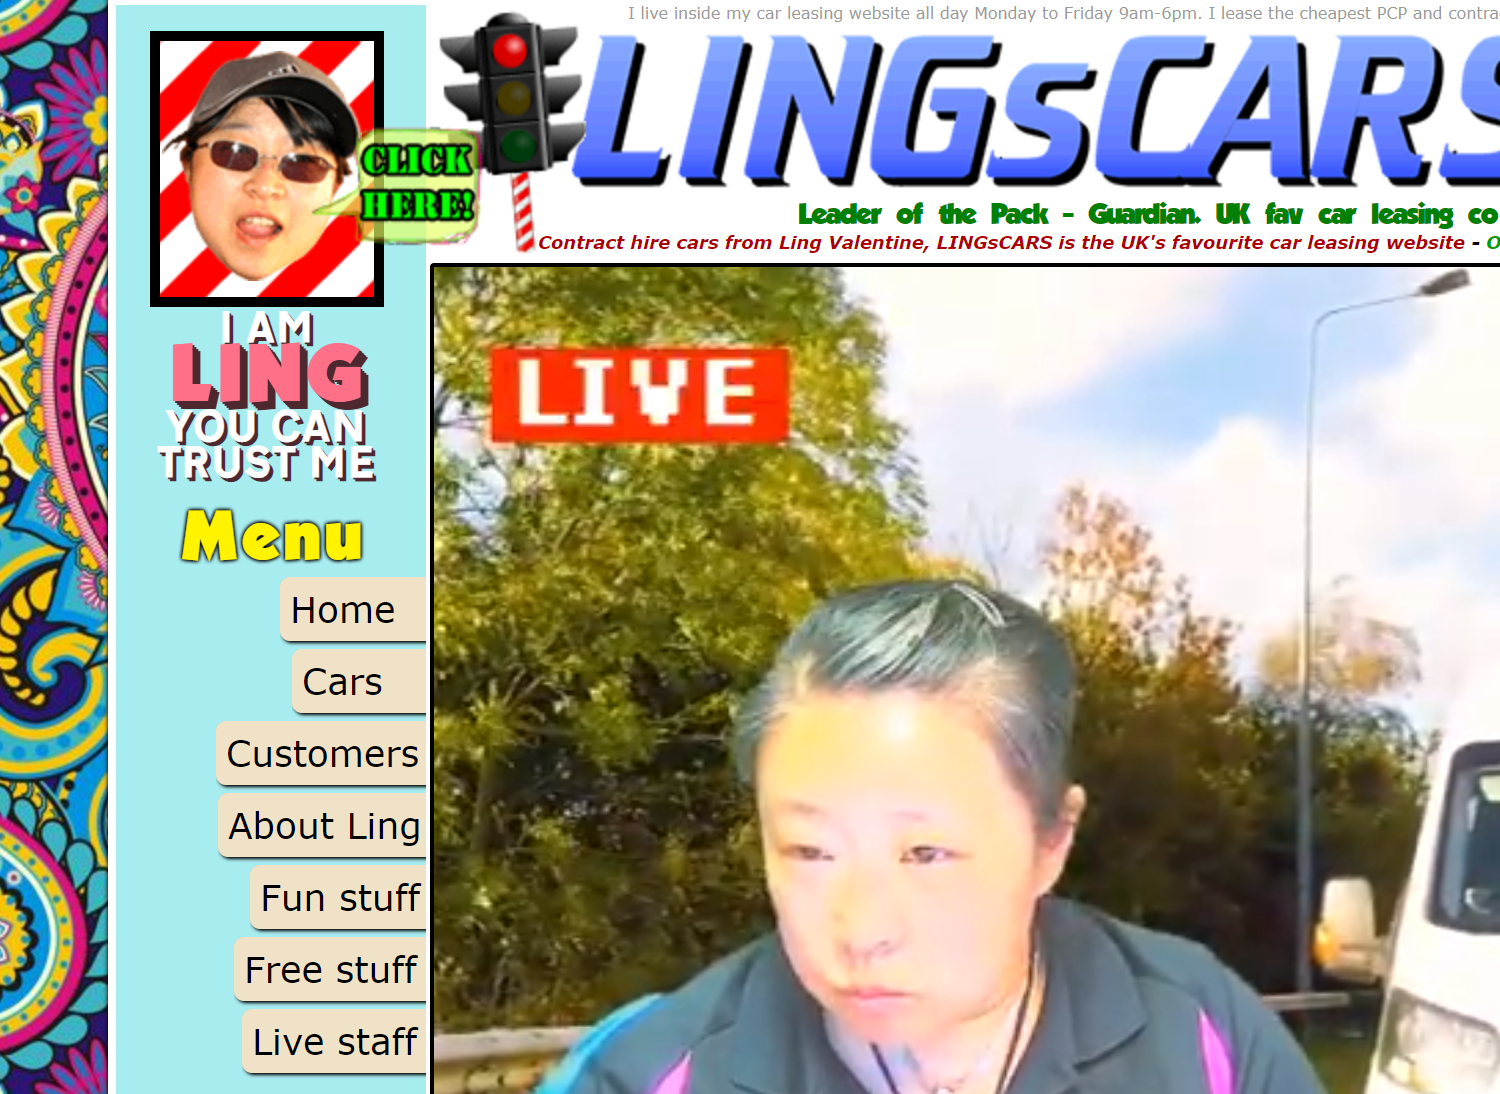 I live inside my car leasing website all day Monday to Friday 9am-6pm. I lease the cheapest PCP and contra
LINGsCARS
CLICK
HERE!
Leader of the Pack - Guardian. UK fav car leasing co
Contract hire cars from Ling Valentine, LINGsCARS is the UK's favourite car leasing website - O
I AM
LING
YOU CAN
TRUST ME
LIVE
Menu
Home
Cars
Customers
About Ling
Fun stuff
Free stuff
Live staff